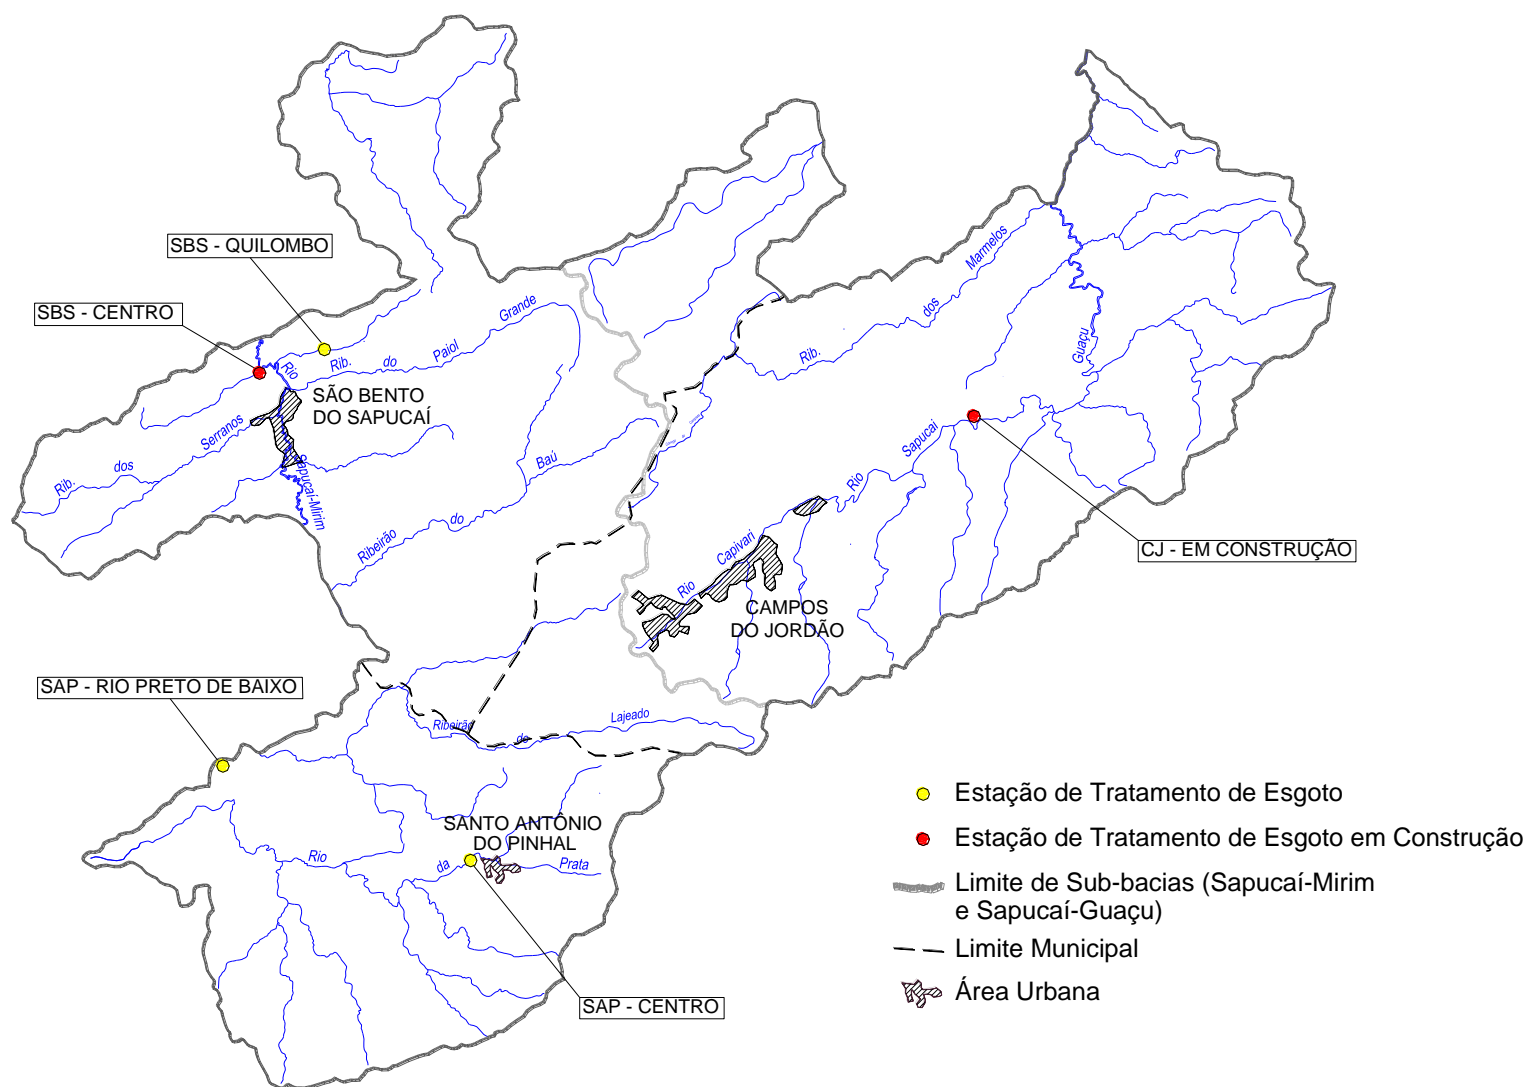 SBS - QUILOMBO
SBS - CENTRO
Rio
Rib. do Paiol Grande
SÃO BENTO
DO SAPUCAÍ
Rib. dos Serranos
Sapucaí-Mirim
Ribeirão do Baú
Rib. dos Marmelos
Guaçu
Rio Sapucaí
CJ - EM CONSTRUÇÃO
Rio Capivari
CAMPOS
DO JORDÃO
SAP - RIO PRETO DE BAIXO
Ribeirão do Lajeado
SANTO ANTÔNIO
DO PINHAL
Rio da Prata
SAP - CENTRO
Estação de Tratamento de Esgoto
Estação de Tratamento de Esgoto em Construção
Limite de Sub-bacias (Sapucaí-Mirim
e Sapucaí-Guaçu)
Limite Municipal
Área Urbana